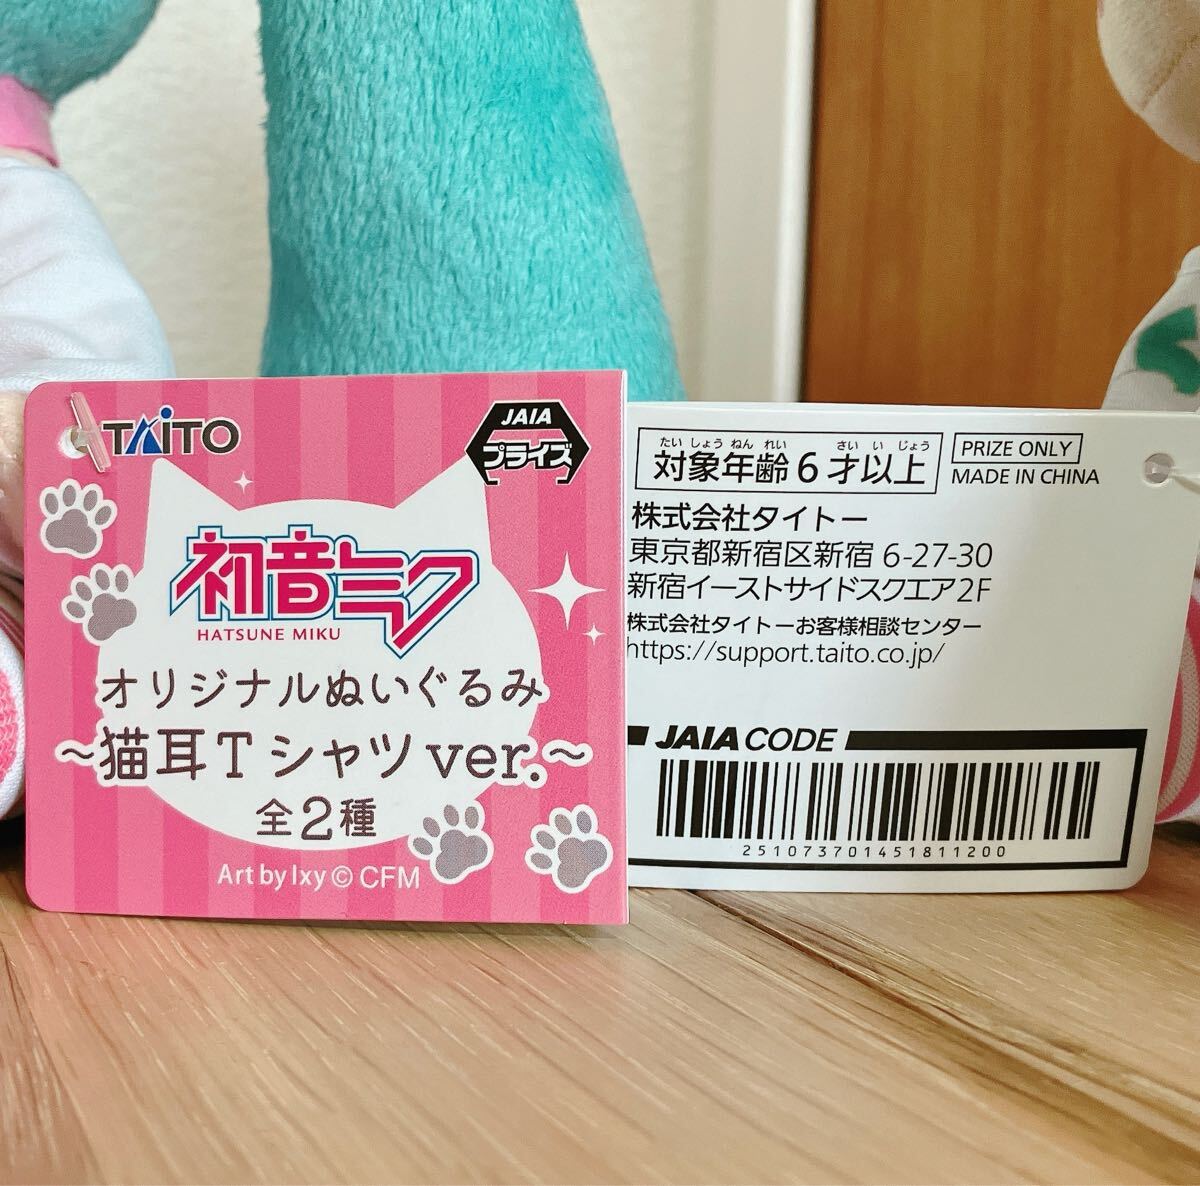 TAITO
JAIA
プライズ
初音ミク
HATSUNE MIKU
オリジナルぬいぐるみ
～猫耳Tシャツver.～
全2種
Art by Ixy © CFM
たいしょうねんれい さいいじょう
対象年齢6才以上
PRIZE ONLY
MADE IN CHINA
株式会社タイトー
東京都新宿区新宿 6-27-30
新宿イーストサイドスクエア2F
株式会社タイトーお客様相談センター
https://support.taito.co.jp/
JAIA CODE
251073701451811200